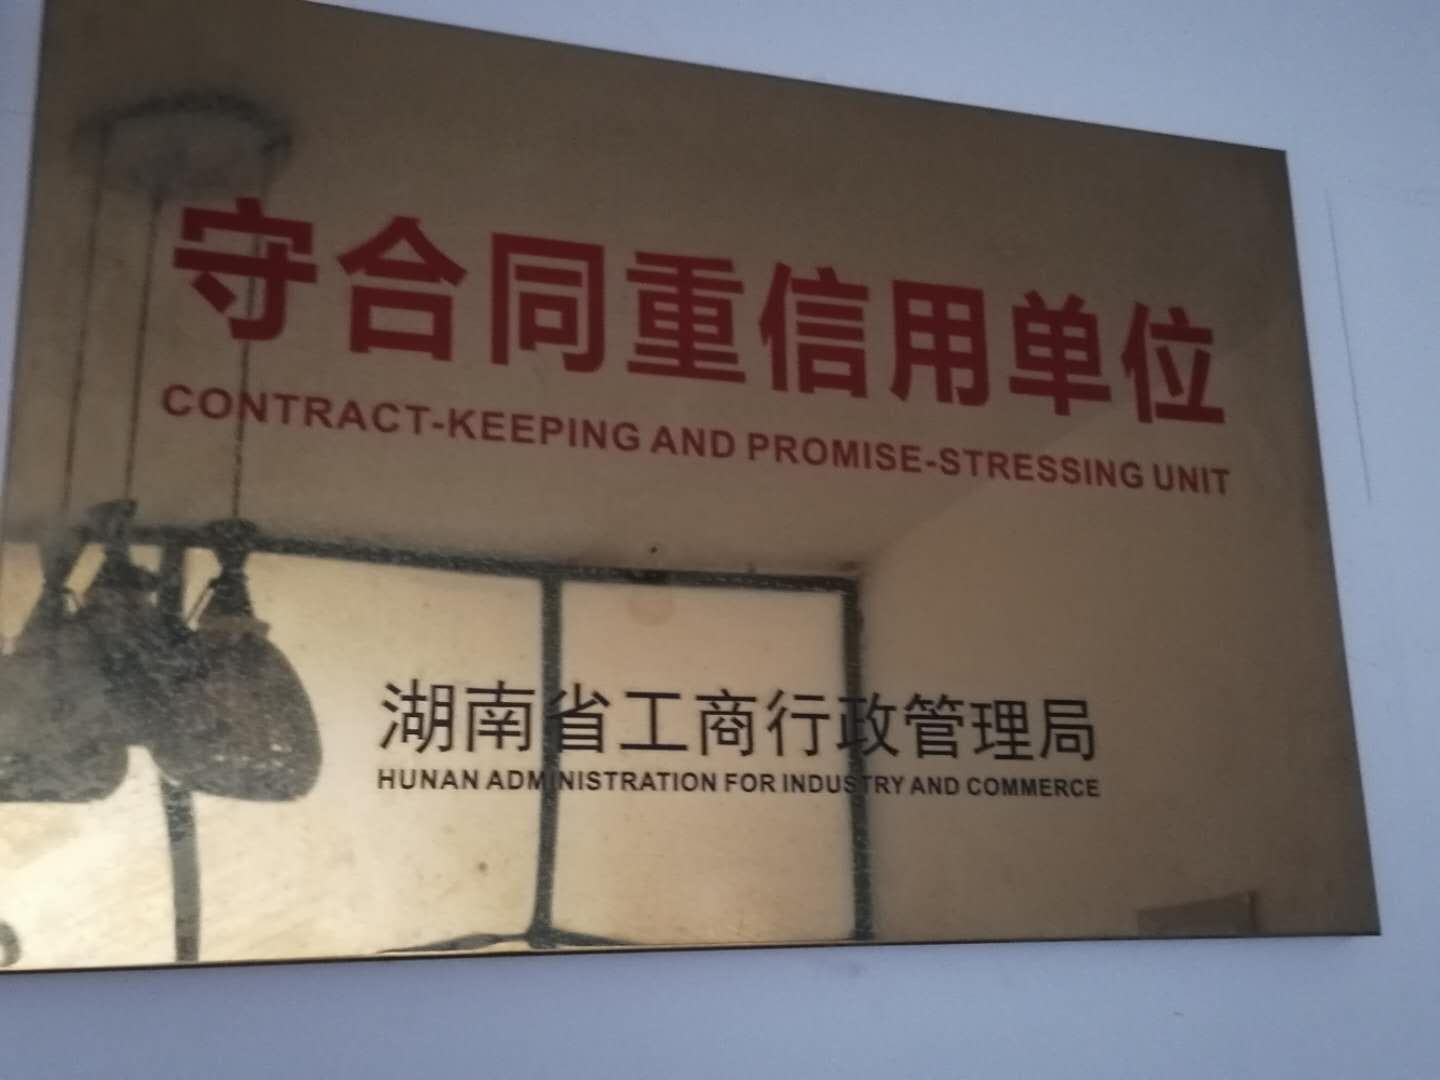 守合同重信用单位
CONTRACT-KEEPING AND PROMISE-STRESSING UNIT
湖南省工商行政管理局
HUNAN ADMINISTRATION FOR INDUSTRY AND COMMERCE